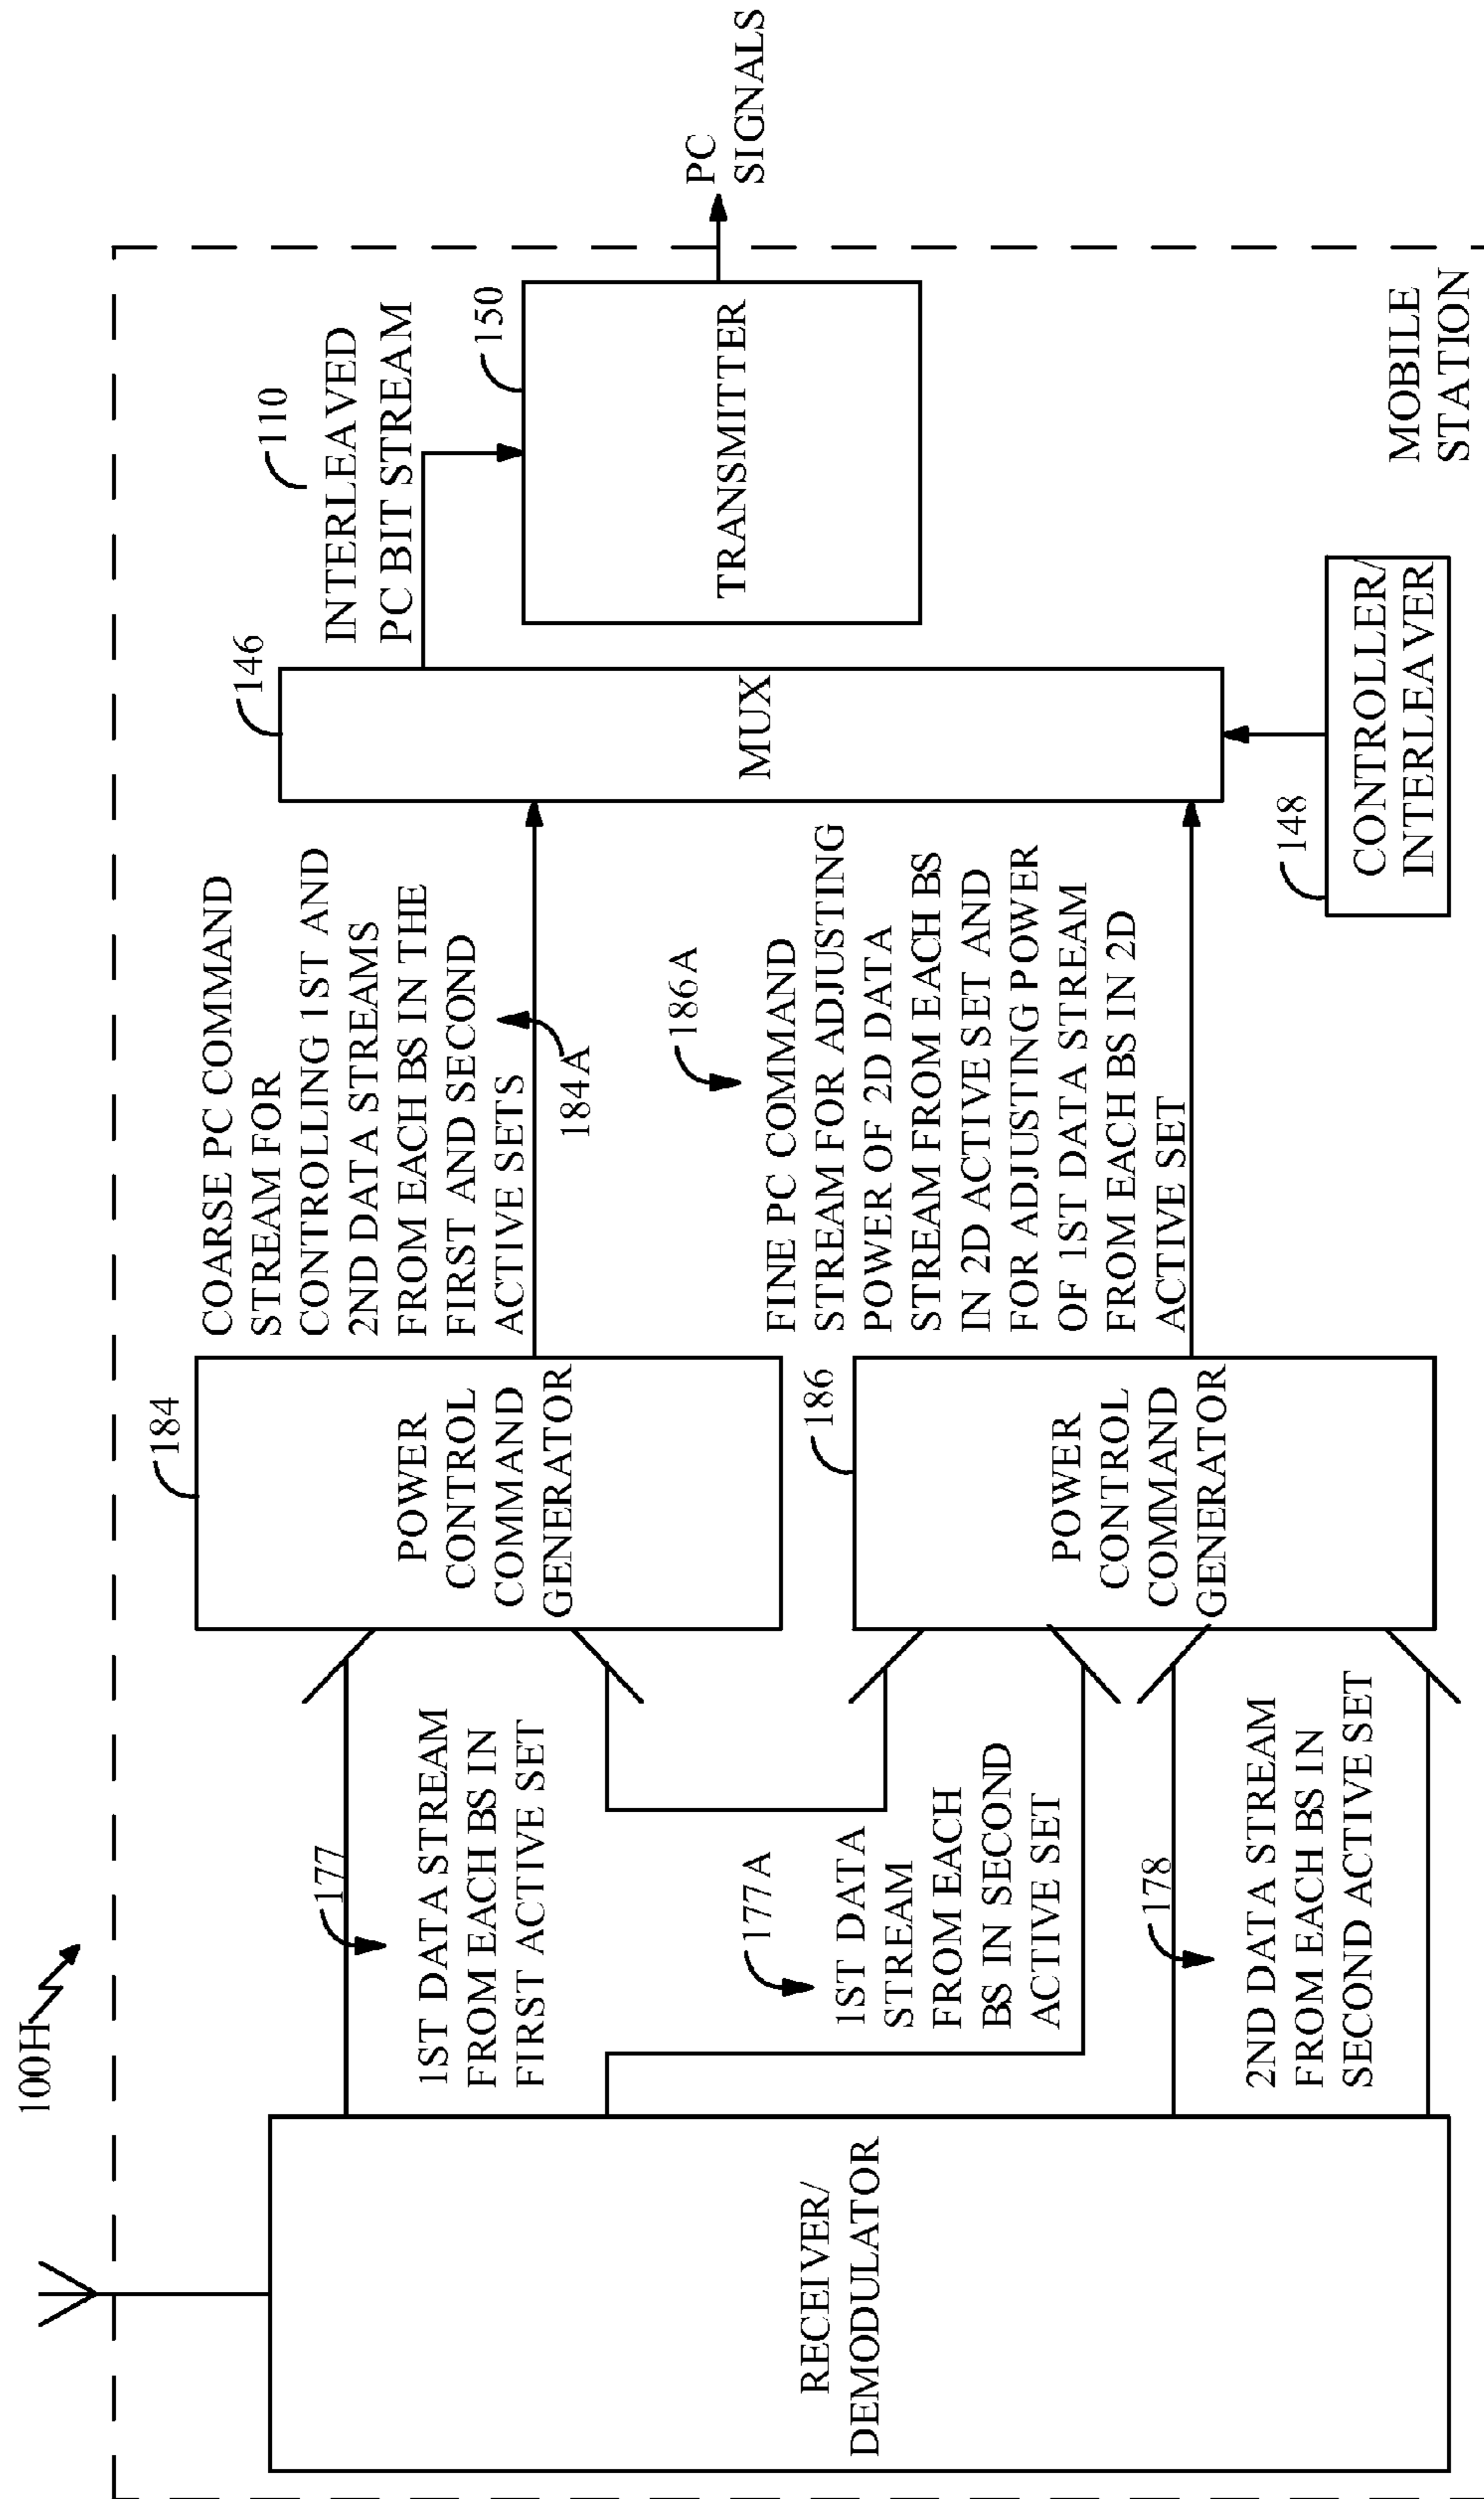 100H
RECEIVER/
DEMODULATOR
177
1ST DATA STREAM
FROM EACH BS IN
FIRST ACTIVE SET
177A
1ST DATA
STREAM
FROM EACH
BS IN SECOND
ACTIVE SET
178
2ND DATA STREAM
FROM EACH BS IN
SECOND ACTIVE SET
184
POWER
CONTROL
COMMAND
GENERATOR
186
POWER
CONTROL
COMMAND
GENERATOR
COARSE PC COMMAND
STREAM FOR
CONTROLLING 1ST AND
2ND DATA STREAMS
FROM EACH BS IN THE
FIRST AND SECOND
ACTIVE SETS
184A
186A
FINE PC COMMAND
STREAM FOR ADJUSTING
POWER OF 2D DATA
STREAM FROM EACH BS
IN 2D ACTIVE SET AND
FOR ADJUSTING POWER
OF 1ST DATA STREAM
FROM EACH BS IN 2D
ACTIVE SET
146
MUX
148
CONTROLLER/
INTERLEAVER
110
INTERLEAVED
PC BIT STREAM
150
TRANSMITTER
MOBILE
STATION
PC
SIGNALS